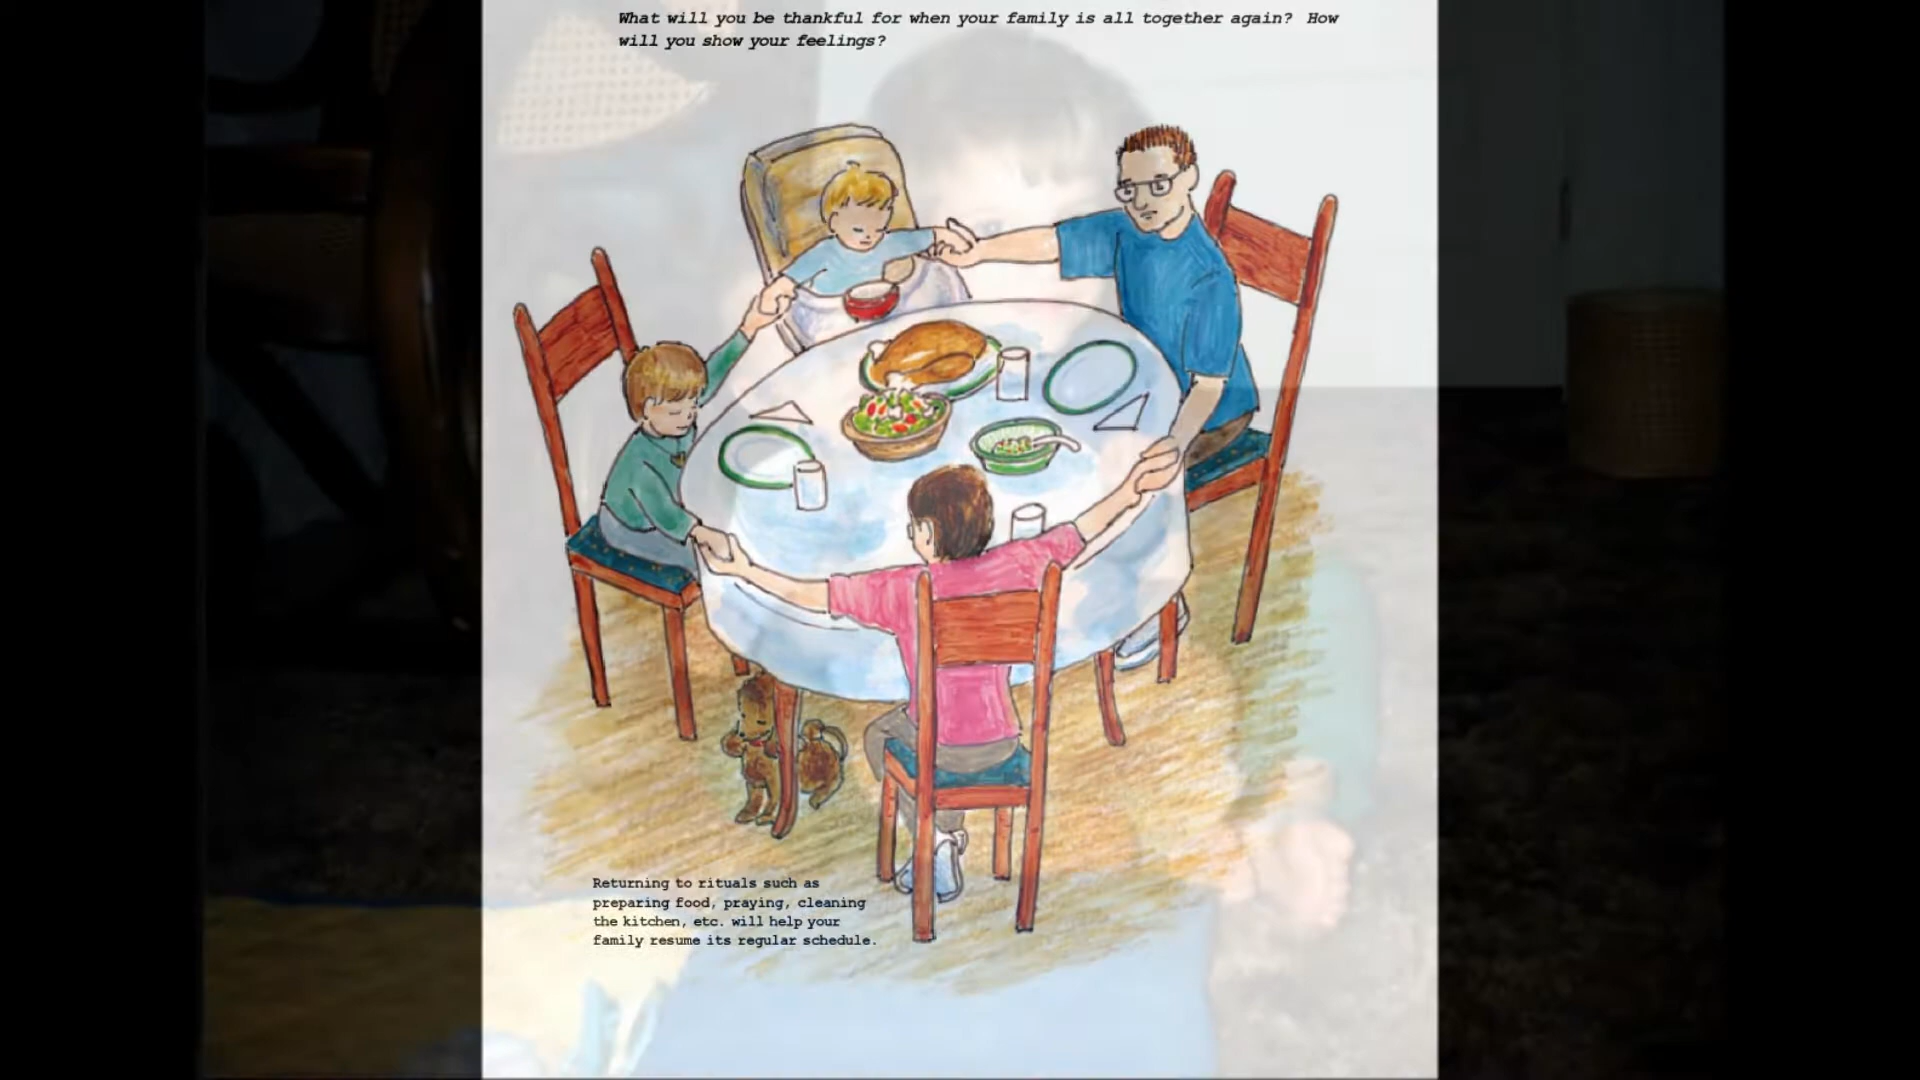 What will you be thankful for when your family is all together again? How
will you show your feelings?
Returning to rituals such as
preparing food, praying, cleaning
the kitchen, etc. will help your
family resume its regular schedule.